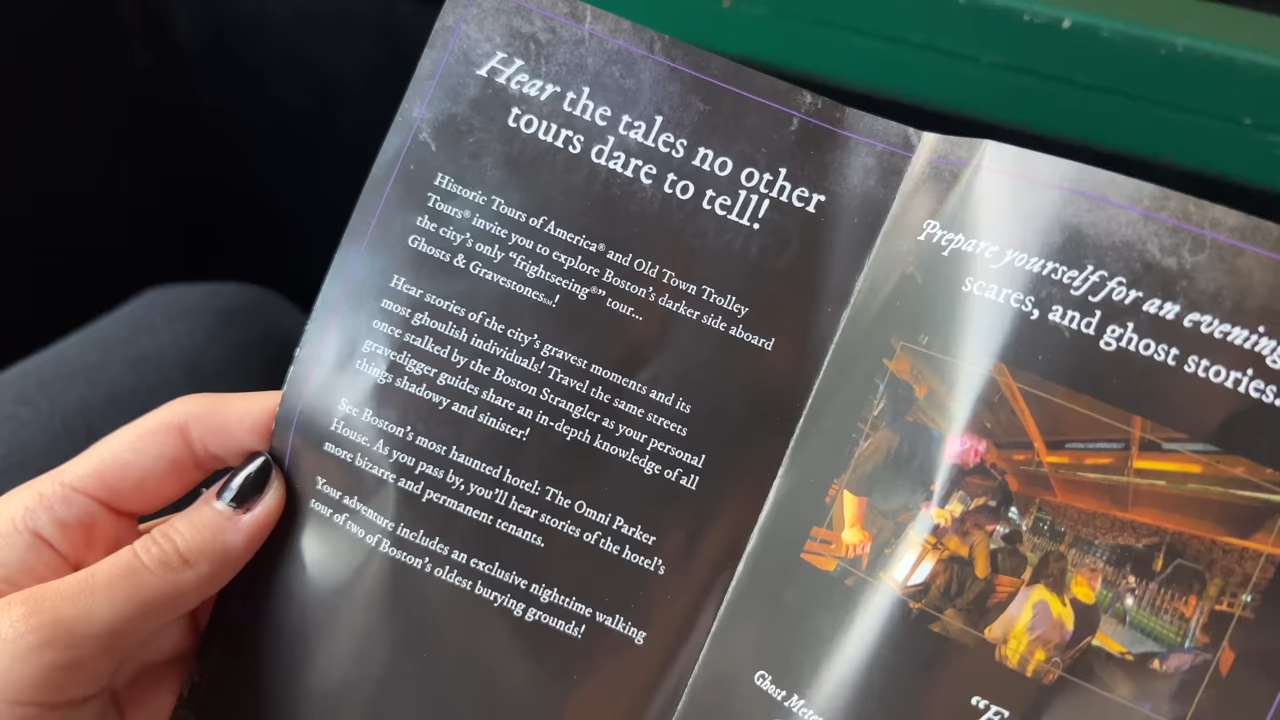 Hear the tales no other
tours dare to tell!
Historic Tours of America® and Old Town Trolley
Tours® invite you to explore Boston's darker side aboard
the city's only “frightseeing®” tour...
Ghosts & Gravestones℠!
Hear stories of the city's gravest moments and its
most ghoulish individuals! Travel the same streets
once stalked by the Boston Strangler as your personal
gravedigger guides share an in-depth knowledge of all
things shadowy and sinister!
See Boston's most haunted hotel: The Omni Parker
House. As you pass by, you'll hear stories of the hotel's
more bizarre and permanent tenants.
Your adventure includes an exclusive nighttime walking
tour of two of Boston's oldest burying grounds!
Prepare yourself for an evening
scares, and ghost stories.
Ghost